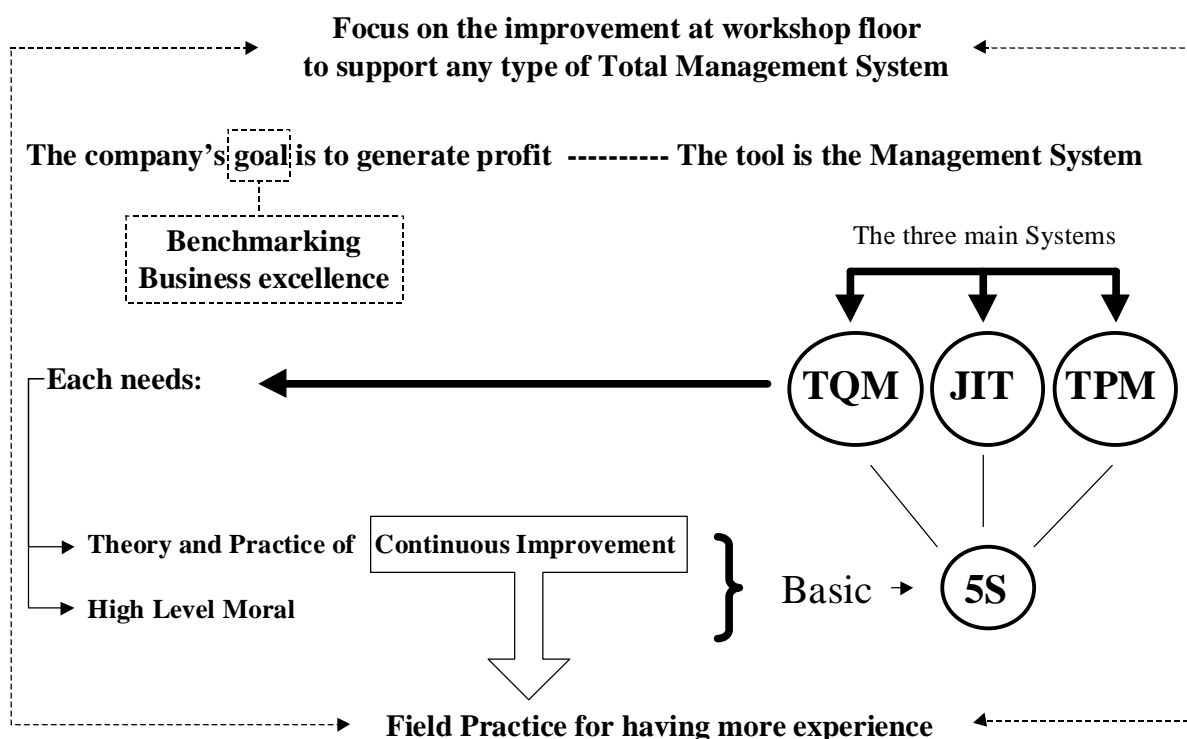 Focus on the improvement at workshop floor
to support any type of Total Management System
The company's goal is to generate profit ---------- The tool is the Management System
Benchmarking
Business excellence
The three main Systems
TQM JIT TPM
Each needs:
Theory and Practice of Continuous Improvement
High Level Moral
Basic
5S
Field Practice for having more experience